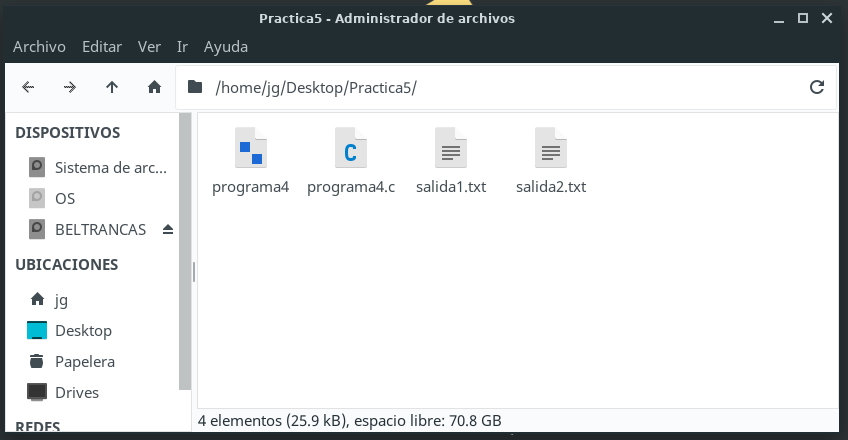 Practica5 - Administrador de archivos
Archivo Editar Ver Ir Ayuda
/home/jg/Desktop/Practica5/
DISPOSITIVOS
Sistema de arc...
OS
BELTRANCAS
UBICACIONES
jg
Desktop
Papelera
Drives
REDES
C
programa4 programa4.c salida1.txt salida2.txt
4 elementos (25.9 kB), espacio libre: 70.8 GB